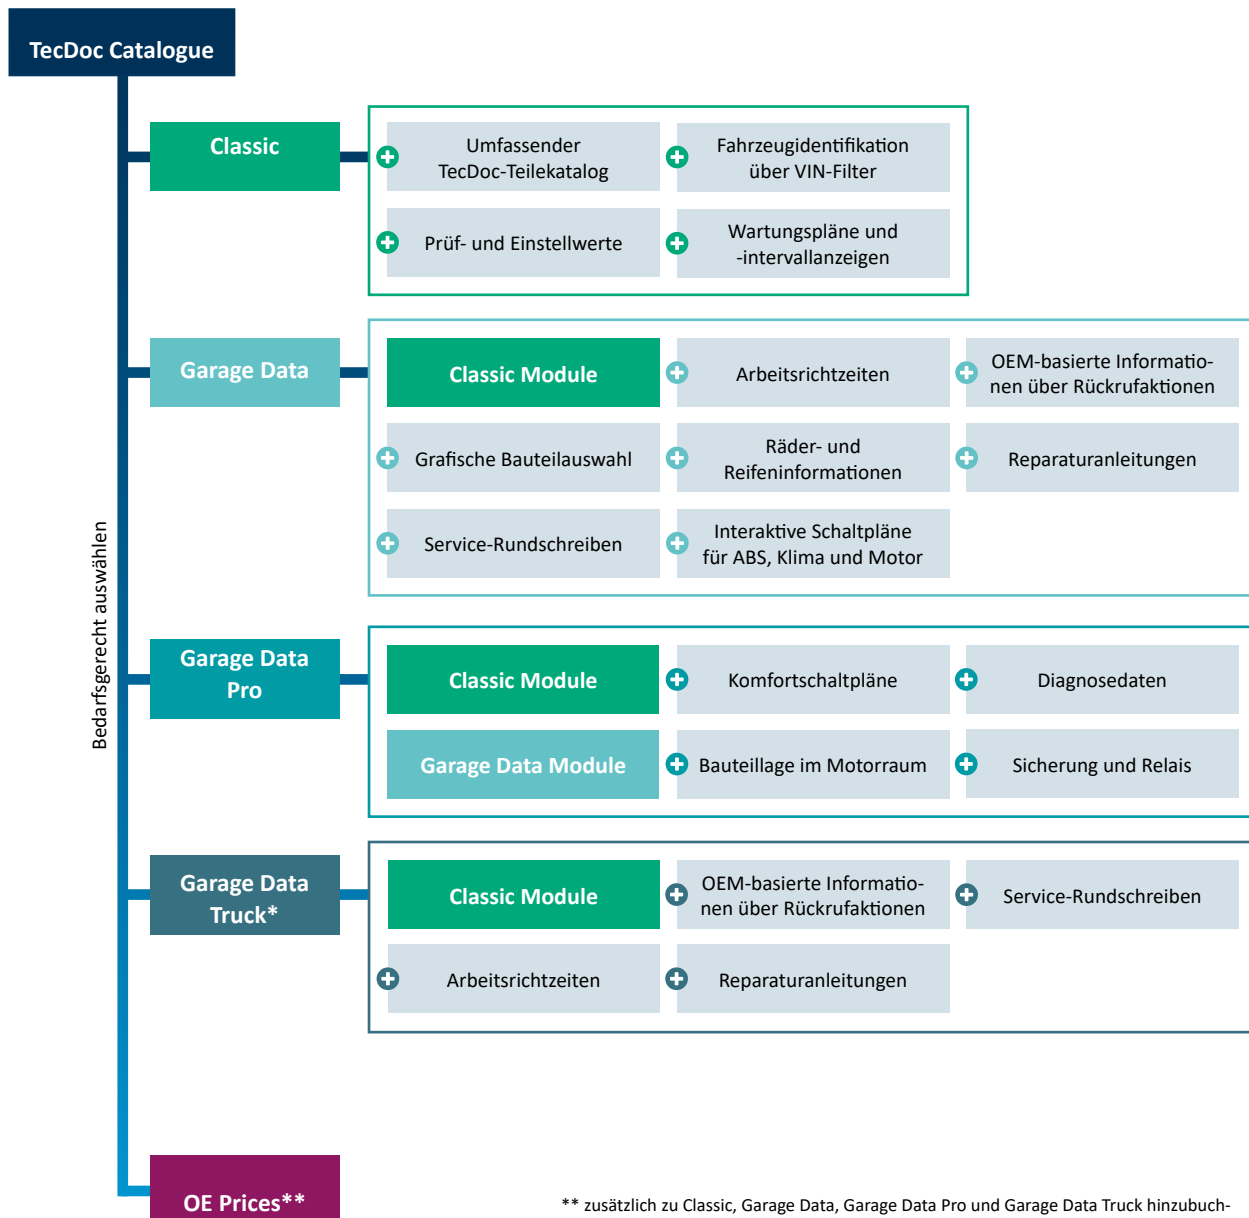 TecDoc Catalogue
Bedarfsgerecht auswählen
Classic
Umfassender
TecDoc-Teilekatalog
Fahrzeugidentifikation
über VIN-Filter
Prüf- und Einstellwerte
Wartungspläne und
-intervallanzeigen
Garage Data
Classic Module
Arbeitsrichtzeiten
OEM-basierte Informatio-
nen über Rückrufaktionen
Grafische Bauteilauswahl
Räder- und
Reifeninformationen
Reparaturanleitungen
Service-Rundschreiben
Interaktive Schaltpläne
für ABS, Klima und Motor
Garage Data
Pro
Classic Module
Komfortschaltpläne
Diagnosedaten
Garage Data Module
Bauteillage im Motorraum
Sicherung und Relais
Garage Data
Truck*
Classic Module
OEM-basierte Informatio-
nen über Rückrufaktionen
Service-Rundschreiben
Arbeitsrichtzeiten
Reparaturanleitungen
OE Prices**
** zusätzlich zu Classic, Garage Data, Garage Data Pro und Garage Data Truck hinzubuch-